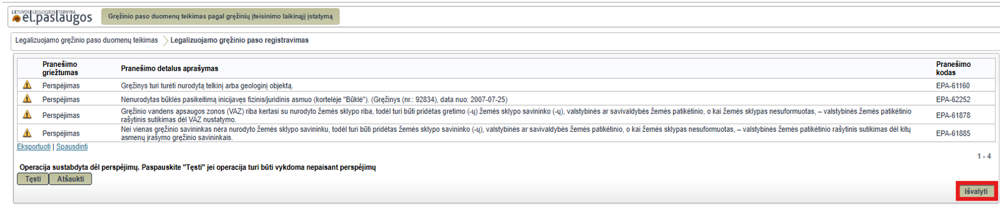 LIETUVOS GEOLOGIJOS TARNYBA
el.paslaugos
Gręžinio paso duomenų teikimas pagal gręžinių įteisinimo laikinąjį įstatymą
Legalizuojamo gręžinio paso duomenų teikimas
Legalizuojamo gręžinio paso registravimas
Pranešimo griežtumas
Pranešimo detalus aprašymas
Pranešimo kodas
Perspėjimas Gręžinys turi turėti nurodytą telkinį arba geologinį objektą. EPA-61160
Perspėjimas Nenurodytas būklės pasikeitimą inicijavęs fizinis/juridinis asmuo (kortelėje "Būklė"). (Gręžinys (nr.: 92834), data nuo: 2007-07-25) EPA-62252
Perspėjimas Gręžinio vandens apsaugos zonos (VAZ) riba kertasi su nurodyto žemės sklypo riba, todėl turi būti pridėtas gretimo (-ų) žemės sklypo savininko (-ų), valstybinės ar savivaldybės žemės patikėtinio, o kai žemės sklypas nesuformuotas, – valstybinės žemės patikėtinio
rašytinis sutikimas dėl VAZ nustatymo. EPA-61878
Perspėjimas Nei vienas gręžinio savininkas nėra nurodyto žemės sklypo savininku, todėl turi būti pridėtas žemės sklypo savininko (-ų), valstybinės ar savivaldybės žemės patikėtinio, o kai žemės sklypas nesuformuotas, – valstybinės žemės patikėtinio rašytinis sutikimas dėl kitų
asmenų įrašymo gręžinio savininkais. EPA-61885
Eksportuoti | Spausdinti
1 - 4
Operacija sustabdyta dėl perspėjimų. Paspauskite "Tęsti" jei operacija turi būti vykdoma nepaisant perspėjimų
Tęsti Atšaukti
Išvalyti